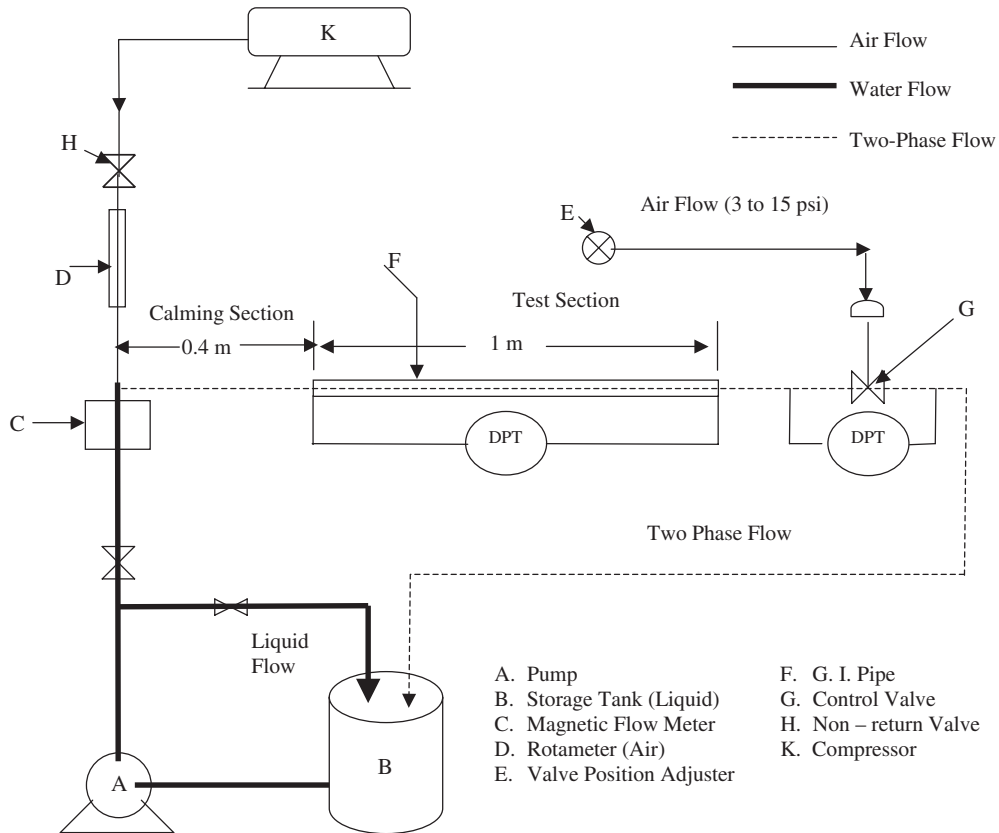 K
Air Flow
Water Flow
Two-Phase Flow
H
E
Air Flow (3 to 15 psi)
D
F
Calming Section
Test Section
G
0.4 m
1 m
C
DPT
DPT
Two Phase Flow
Liquid
Flow
A
B
A. Pump
B. Storage Tank (Liquid)
C. Magnetic Flow Meter
D. Rotameter (Air)
E. Valve Position Adjuster
F. G. I. Pipe
G. Control Valve
H. Non – return Valve
K. Compressor